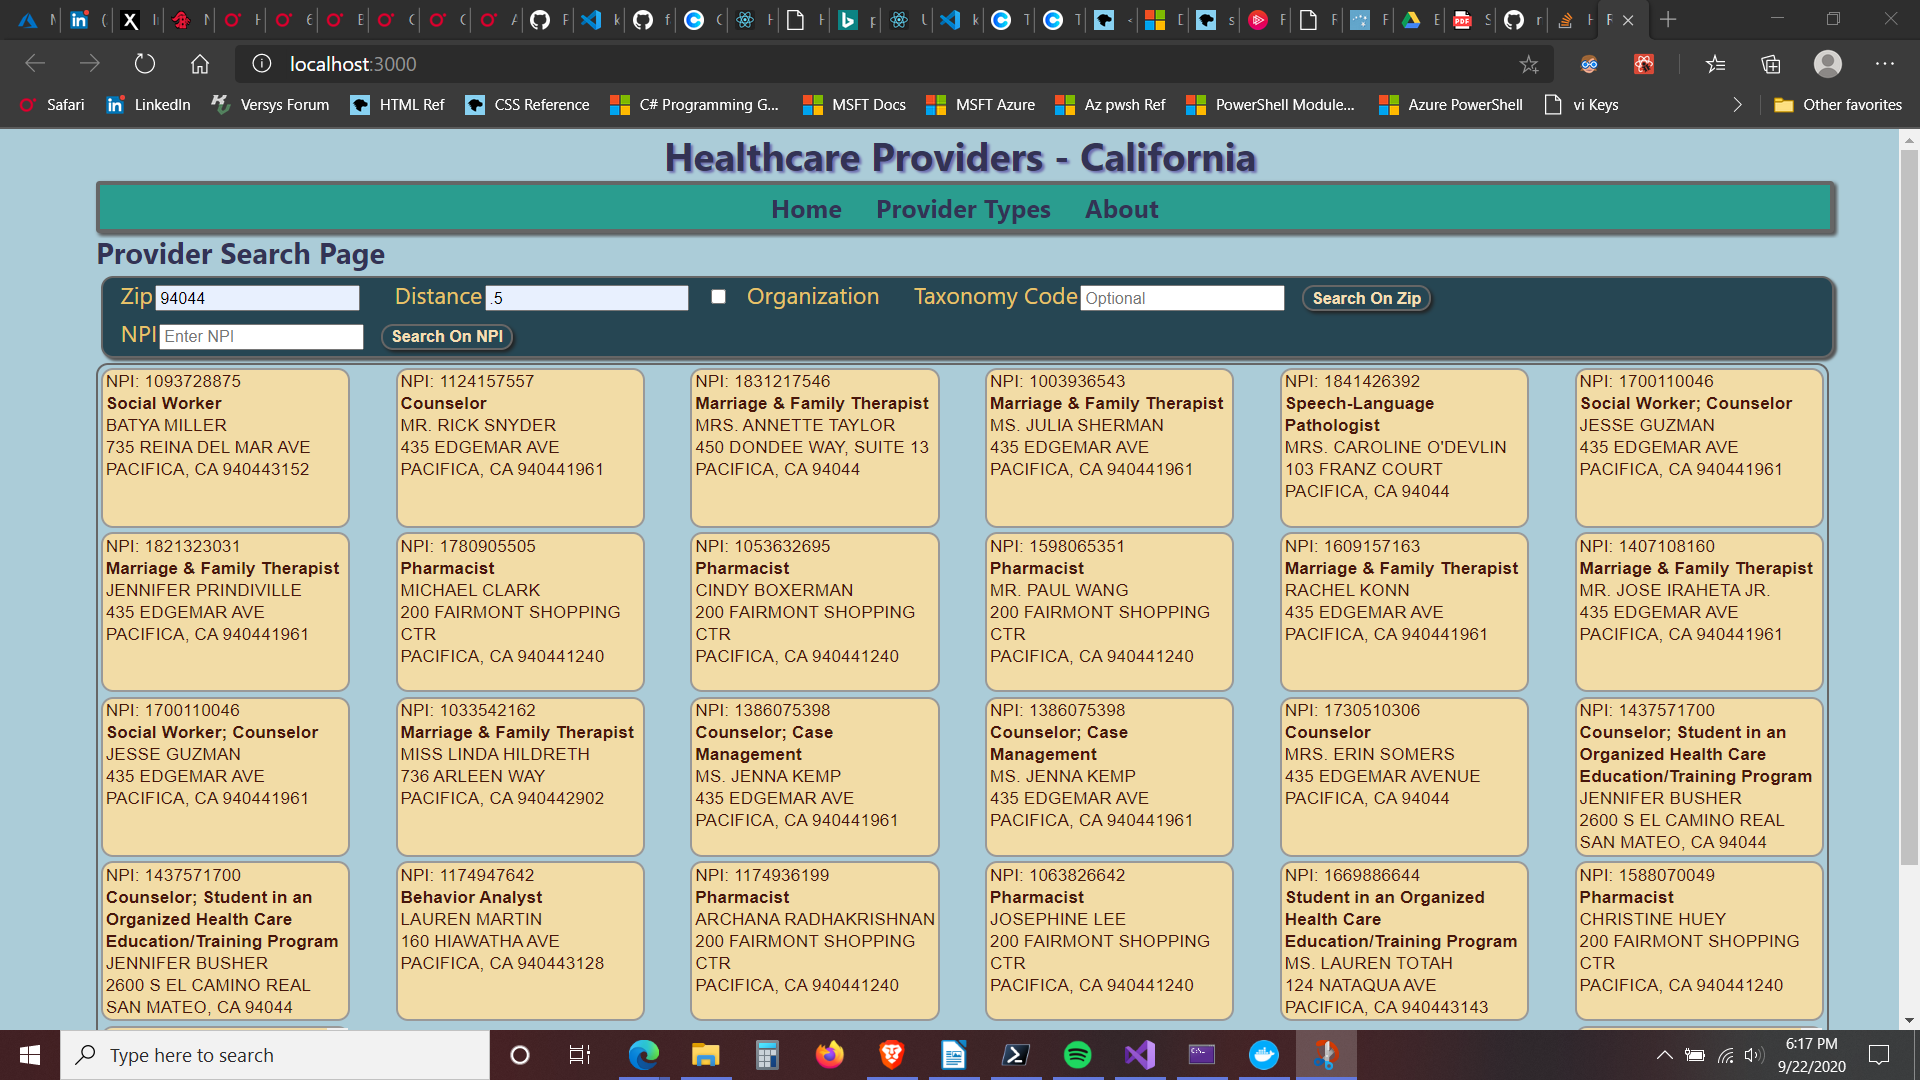 localhost:3000
Safari
LinkedIn
Versys Forum
HTML Ref
CSS Reference
C# Programming G...
MSFT Docs
MSFT Azure
Az pwsh Ref
PowerShell Module...
Azure PowerShell
vi Keys
Other favorites
Healthcare Providers - California
Home Provider Types About
Provider Search Page
Zip 94044 Distance .5 Organization Taxonomy Code Optional Search On Zip
NPI Enter NPI Search On NPI
NPI: 1093728875
Social Worker
BATYA MILLER
735 REINA DEL MAR AVE
PACIFICA, CA 940443152
NPI: 1124157557
Counselor
MR. RICK SNYDER
435 EDGEMAR AVE
PACIFICA, CA 940441961
NPI: 1831217546
Marriage & Family Therapist
MRS. ANNETTE TAYLOR
450 DONDEE WAY, SUITE 13
PACIFICA, CA 94044
NPI: 1003936543
Marriage & Family Therapist
MS. JULIA SHERMAN
435 EDGEMAR AVE
PACIFICA, CA 940441961
NPI: 1841426392
Speech-Language
Pathologist
MRS. CAROLINE O'DEVLIN
103 FRANZ COURT
PACIFICA, CA 94044
NPI: 1700110046
Social Worker; Counselor
JESSE GUZMAN
435 EDGEMAR AVE
PACIFICA, CA 940441961
NPI: 1821323031
Marriage & Family Therapist
JENNIFER PRINDIVILLE
435 EDGEMAR AVE
PACIFICA, CA 940441961
NPI: 1780905505
Pharmacist
MICHAEL CLARK
200 FAIRMONT SHOPPING
CTR
PACIFICA, CA 940441240
NPI: 1053632695
Pharmacist
CINDY BOXERMAN
200 FAIRMONT SHOPPING
CTR
PACIFICA, CA 940441240
NPI: 1598065351
Pharmacist
MR. PAUL WANG
200 FAIRMONT SHOPPING
CTR
PACIFICA, CA 940441240
NPI: 1609157163
Marriage & Family Therapist
RACHEL KONN
435 EDGEMAR AVE
PACIFICA, CA 940441961
NPI: 1407108160
Marriage & Family Therapist
MR. JOSE IRAHETA JR.
435 EDGEMAR AVE
PACIFICA, CA 940441961
NPI: 1700110046
Social Worker; Counselor
JESSE GUZMAN
435 EDGEMAR AVE
PACIFICA, CA 940441961
NPI: 1033542162
Marriage & Family Therapist
MISS LINDA HILDRETH
736 ARLEEN WAY
PACIFICA, CA 940442902
NPI: 1386075398
Counselor; Case
Management
MS. JENNA KEMP
435 EDGEMAR AVE
PACIFICA, CA 940441961
NPI: 1386075398
Counselor; Case
Management
MS. JENNA KEMP
435 EDGEMAR AVE
PACIFICA, CA 940441961
NPI: 1730510306
Counselor
MRS. ERIN SOMERS
435 EDGEMAR AVENUE
PACIFICA, CA 94044
NPI: 1437571700
Counselor; Student in an
Organized Health Care
Education/Training Program
JENNIFER BUSHER
2600 S EL CAMINO REAL
SAN MATEO, CA 94044
NPI: 1437571700
Counselor; Student in an
Organized Health Care
Education/Training Program
JENNIFER BUSHER
2600 S EL CAMINO REAL
SAN MATEO, CA 94044
NPI: 1174947642
Behavior Analyst
LAUREN MARTIN
160 HIAWATHA AVE
PACIFICA, CA 940443128
NPI: 1174936199
Pharmacist
ARCHANA RADHAKRISHNAN
200 FAIRMONT SHOPPING
CTR
PACIFICA, CA 940441240
NPI: 1063826642
Pharmacist
JOSEPHINE LEE
200 FAIRMONT SHOPPING
CTR
PACIFICA, CA 940441240
NPI: 1669886644
Student in an Organized
Health Care
Education/Training Program
MS. LAUREN TOTAH
124 NATAQUA AVE
PACIFICA, CA 940443143
NPI: 1588070049
Pharmacist
CHRISTINE HUEY
200 FAIRMONT SHOPPING
CTR
PACIFICA, CA 940441240
Type here to search
6:17 PM
9/22/2020